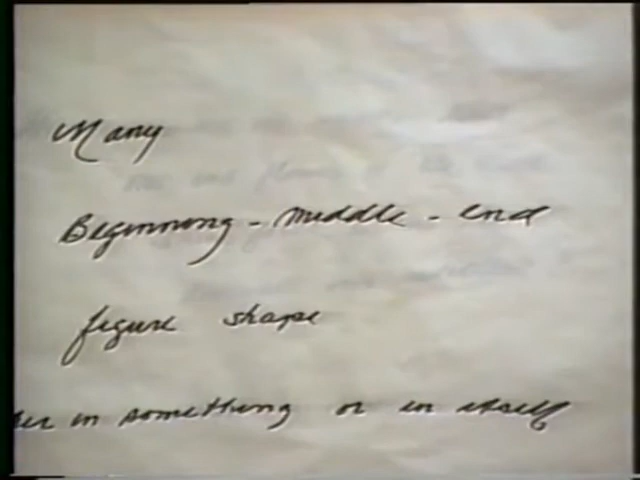 Many
Beginning - middle - end
figure shape
in something or in itself